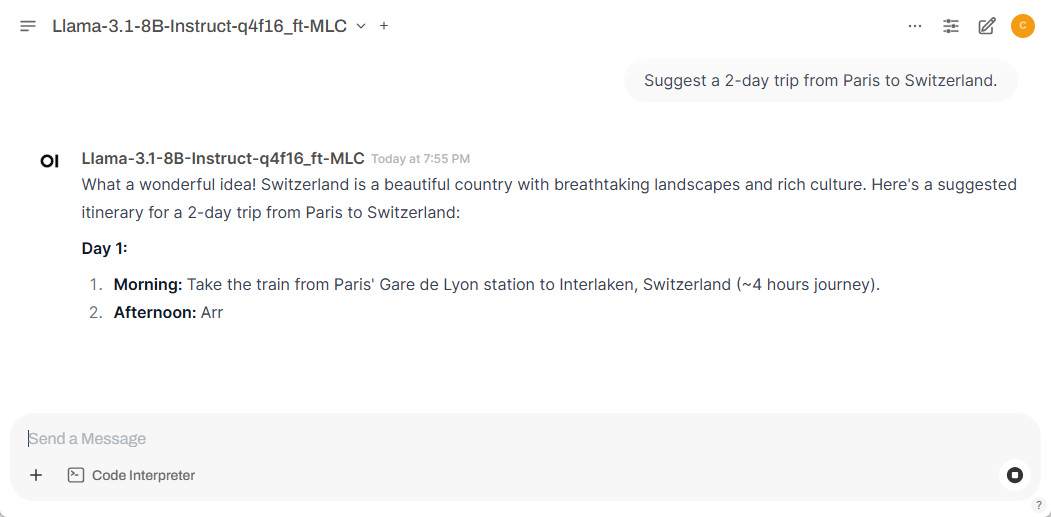 Llama-3.1-8B-Instruct-q4f16_ft-MLC
C
Suggest a 2-day trip from Paris to Switzerland.
OI
Llama-3.1-8B-Instruct-q4f16_ft-MLC Today at 7:55 PM
What a wonderful idea! Switzerland is a beautiful country with breathtaking landscapes and rich culture. Here's a suggested
itinerary for a 2-day trip from Paris to Switzerland:
Day 1:
1. Morning: Take the train from Paris' Gare de Lyon station to Interlaken, Switzerland (~4 hours journey).
2. Afternoon: Arr
Send a Message
Code Interpreter
?